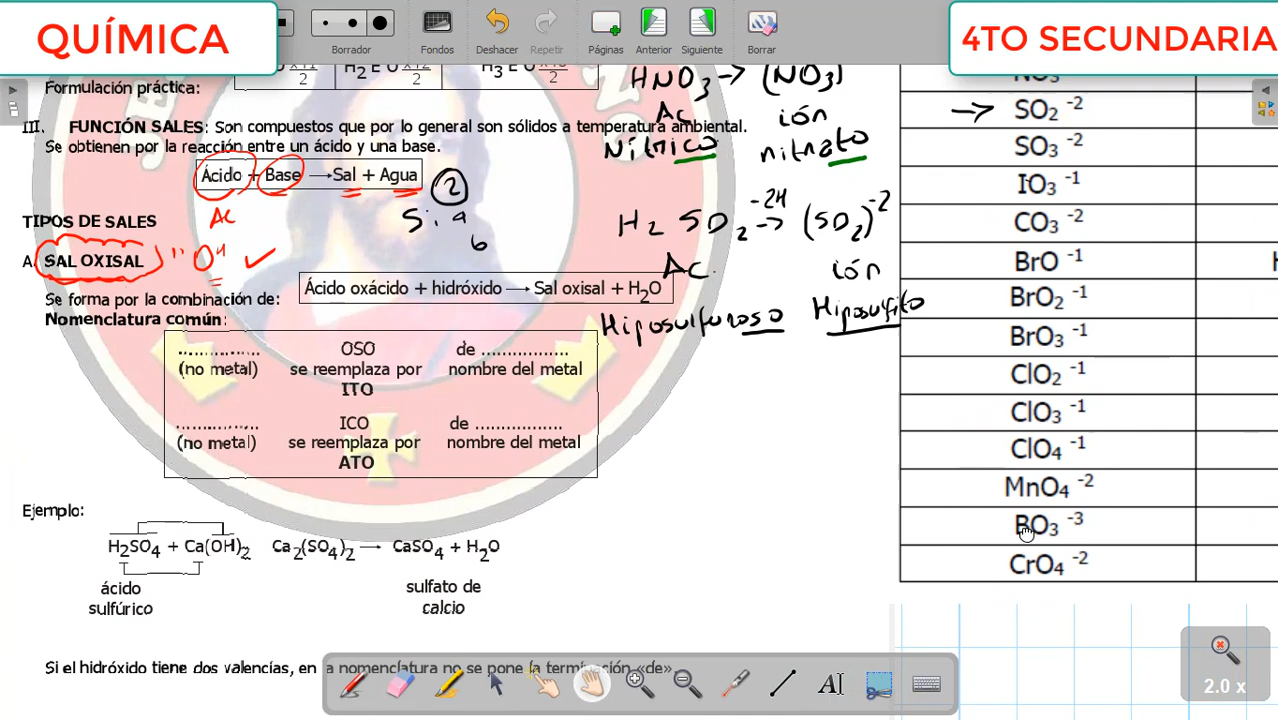 QUÍMICA
4TO SECUNDARIA
Borrador
Fondos
Deshacer
Repetir
Páginas
Anterior
Siguiente
Borrar
2
2
2
Formulación práctica:
III. FUNCIÓN SALES: Son compuestos que por lo general son sólidos a temperatura ambiental.
Se obtienen por la reacción entre un ácido y una base.
Ácido + Base → Sal + Agua
AC
TIPOS DE SALES
A. SAL OXISAL "O" ✓
Se forma por la combinación de:
Ácido oxácido + hidróxido → Sal oxisal + H2O
Nomenclatura común:
.............. OSO de .................
(no metal) se reemplaza por nombre del metal
ITO
.............. ICO de .................
(no metal) se reemplaza por nombre del metal
ATO
Ejemplo:
H2SO4 + Ca(OH)2 Ca2(SO4)2 → CaSO4 + H2O
ácido
sulfúrico
sulfato de
calcio
Si el hidróxido tiene dos valencias, en la nomenclatura no se pone la terminación «de».
2
HNO3 → (NO3)
Ac ión
Nítrico nitrato
H2 SO2 -2H → (SO2)-2
Ac. ión
Hiposulfuroso Hiposulfito
→ SO2 -2
SO3 -2
IO3 -1
CO3 -2
BrO -1
BrO2 -1
BrO3 -1
ClO2 -1
ClO3 -1
ClO4 -1
MnO4 -2
BO3 -3
CrO4 -2
2.0 x